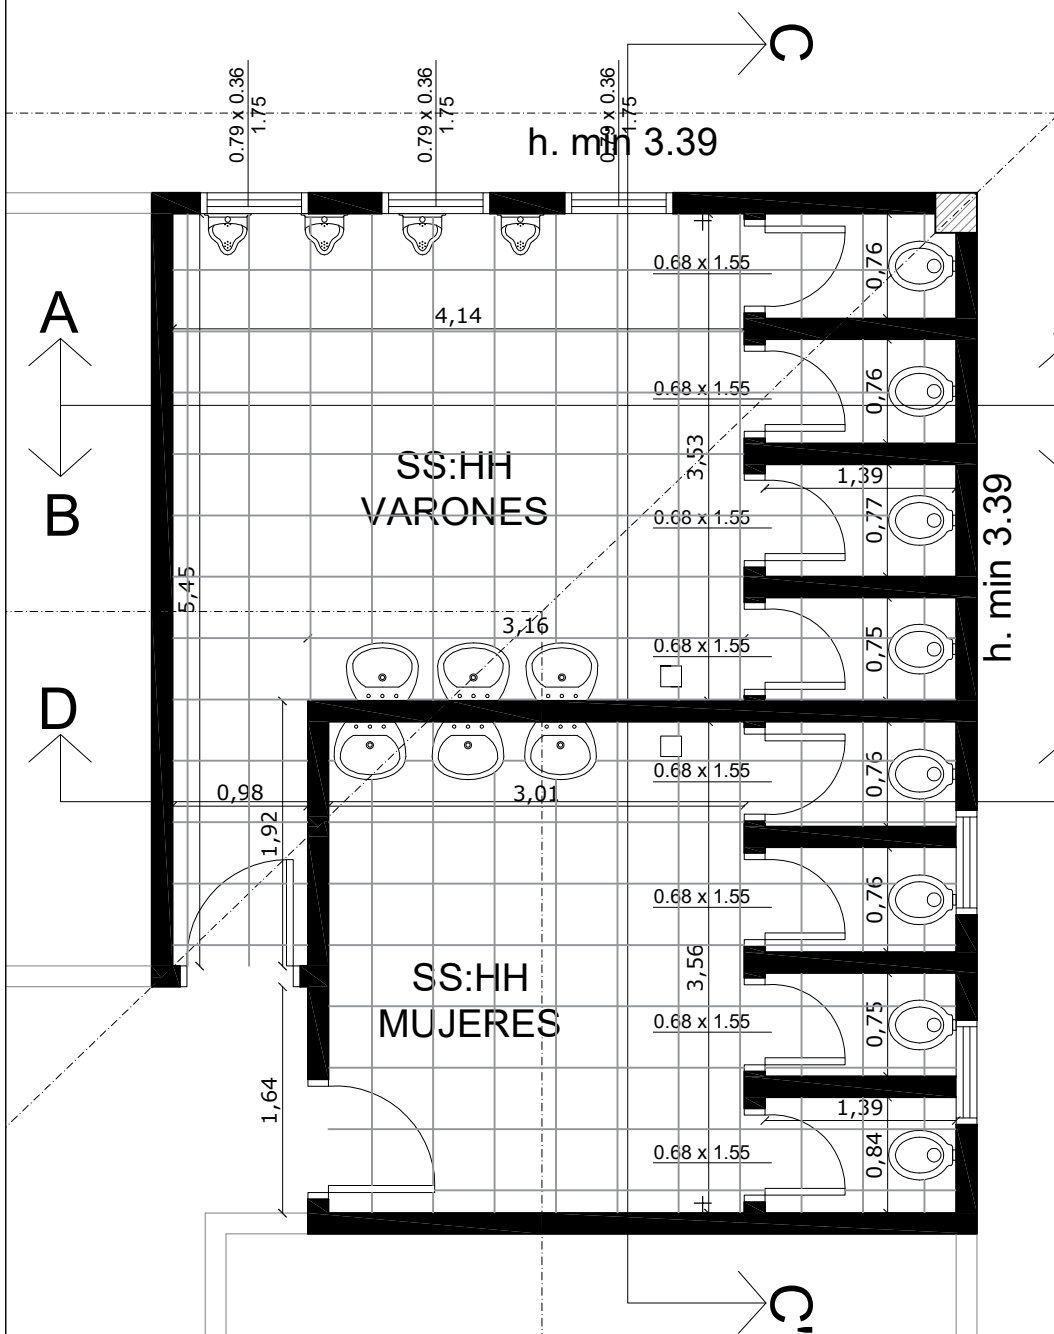 C
0.79 x 0.36
1.75
0.79 x 0.36
1.75
0.79 x 0.36
1.75
h. min 3.39
0.68 x 1.55
0,76
A
4,14
0.68 x 1.55
0,76
SS:HH
VARONES
3,53
1,39
B
0.68 x 1.55
0,77
h. min 3.39
5,45
3,16
0.68 x 1.55
0,75
D
0.68 x 1.55
0,76
0,98
3,01
1,92
0.68 x 1.55
0,76
SS:HH
MUJERES
3,56
0.68 x 1.55
0,75
1,64
1,39
0.68 x 1.55
0,84
C'